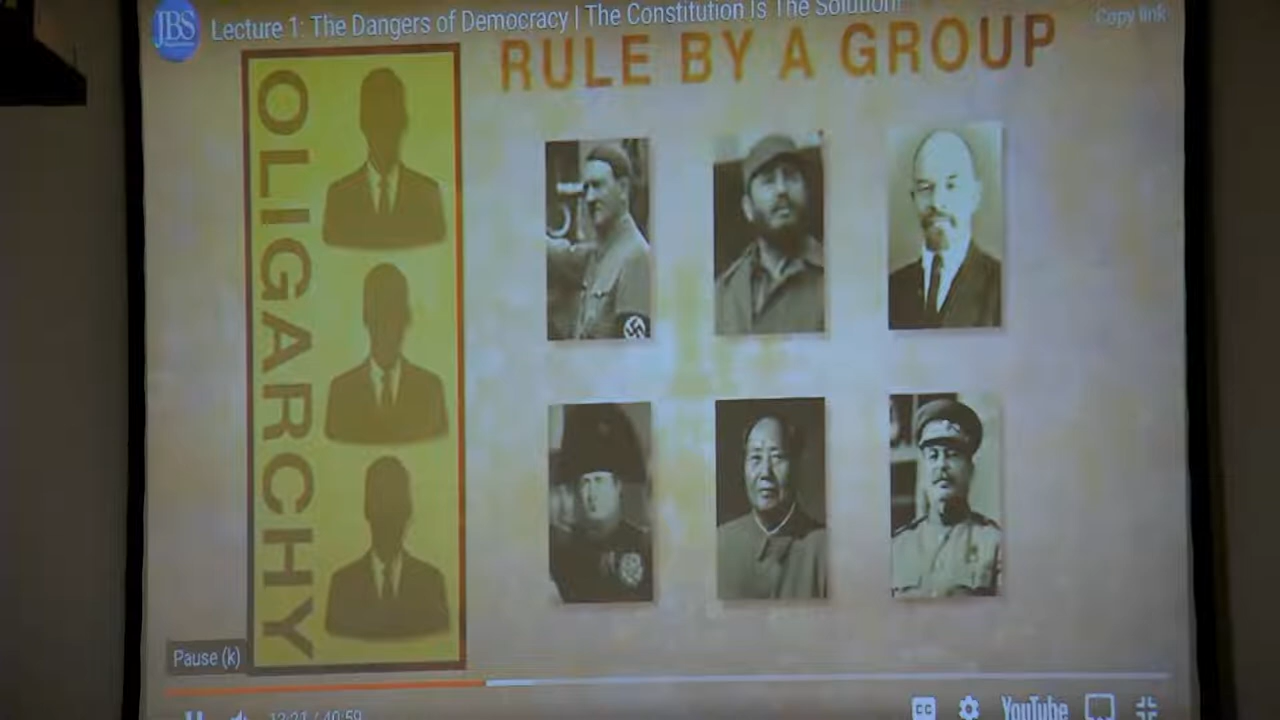 JBS
Lecture 1: The Dangers of Democracy | The Constitution Is The Solution!
Copy link
RULE BY A GROUP
OLIGARCHY
Pause (k)
12:21 / 40:59
CC
YouTube